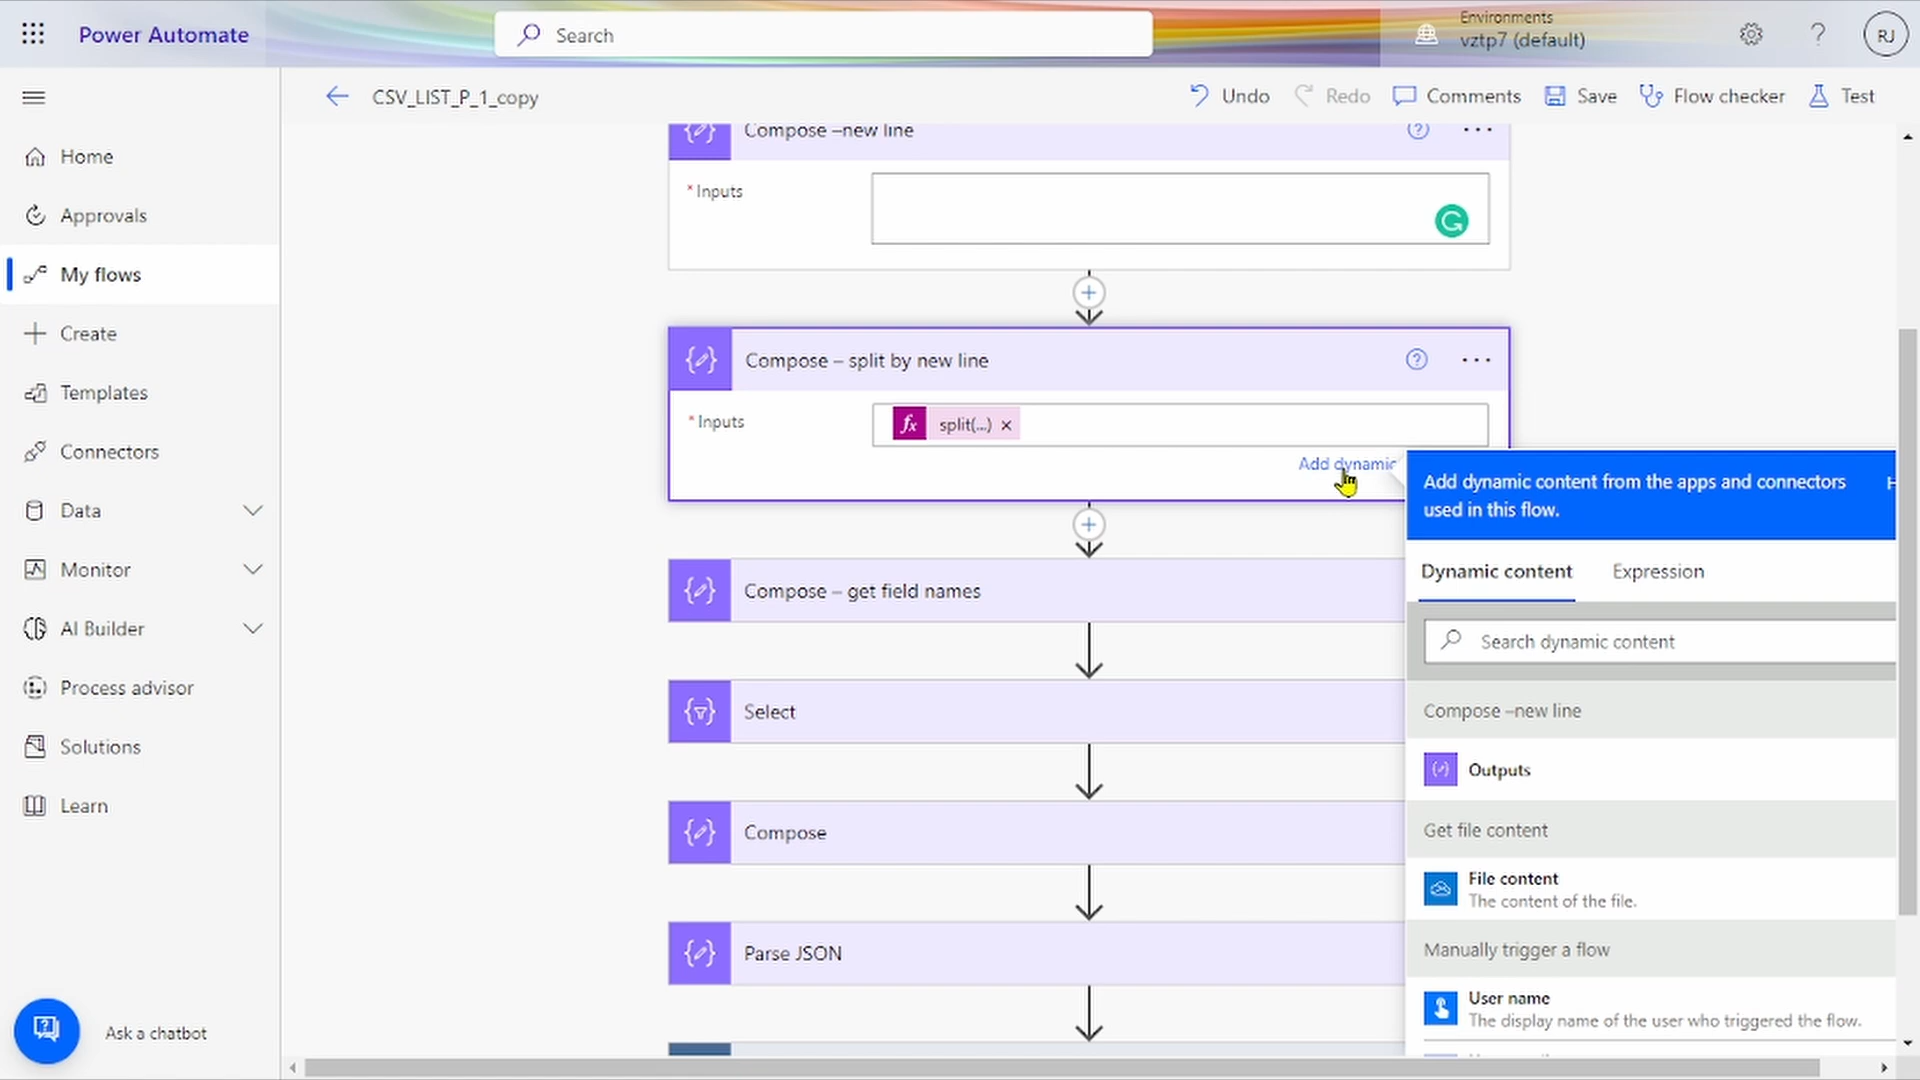 Power Automate
Search
Environments
vztp7 (default)
RJ
CSV_LIST_P_1_copy
Undo
Redo
Comments
Save
Flow checker
Test
Home
Approvals
My flows
Create
Templates
Connectors
Data
Monitor
AI Builder
Process advisor
Solutions
Learn
Ask a chatbot
Compose –new line
* Inputs
Compose – split by new line
* Inputs
fx split(...) ×
Add dynamic
Compose – get field names
Select
Compose
Parse JSON
Add dynamic content from the apps and connectors
used in this flow.
Dynamic content
Expression
Search dynamic content
Compose –new line
Outputs
Get file content
File content
The content of the file.
Manually trigger a flow
User name
The display name of the user who triggered the flow.